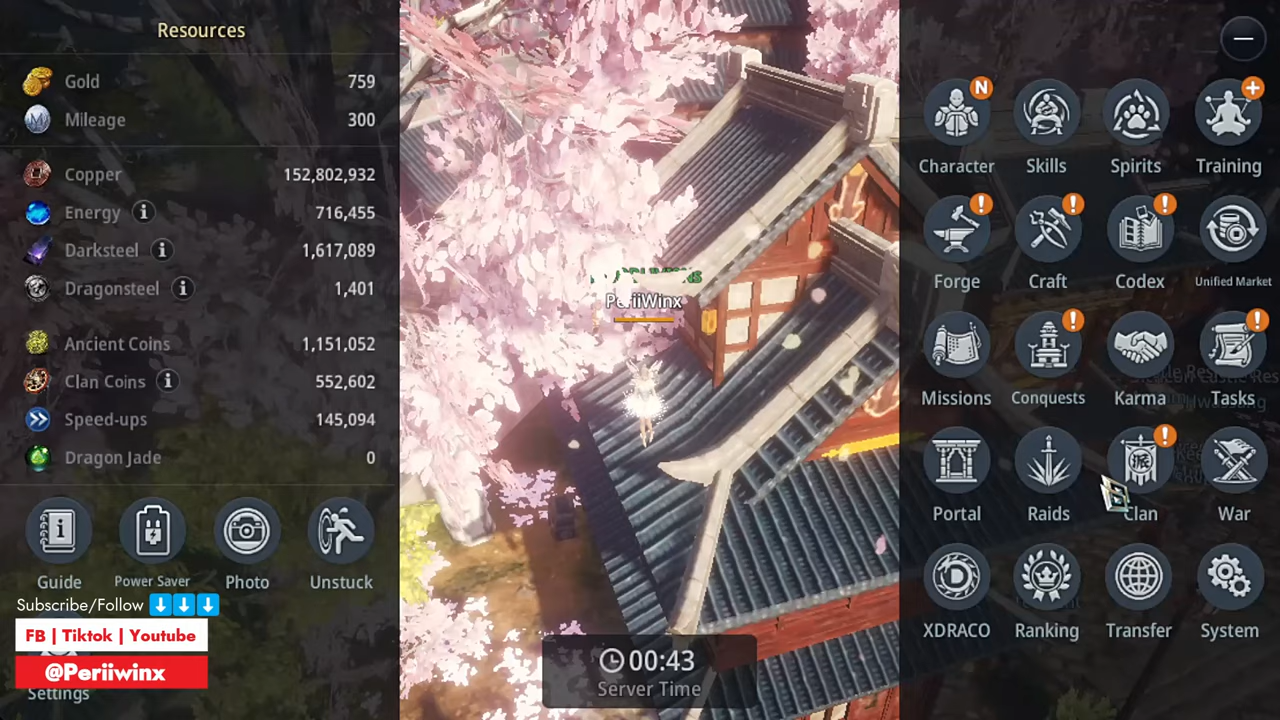 Resources
Gold 759
Mileage 300
Copper 152,802,932
Energy 716,455
Darksteel 1,617,089
Dragonsteel 1,401
Ancient Coins 1,151,052
Clan Coins 552,602
Speed-ups 145,094
Dragon Jade 0
Guide Power Saver Photo Unstuck
Subscribe/Follow
FB | Tiktok | Youtube
@Periiwinx
Settings
PeriiWinx
00:43
Server Time
N
Character Skills Spirits Training
Forge Craft Codex Unified Market
Missions Conquests Karma Tasks
Portal Raids Clan War
XDRACO Ranking Transfer System